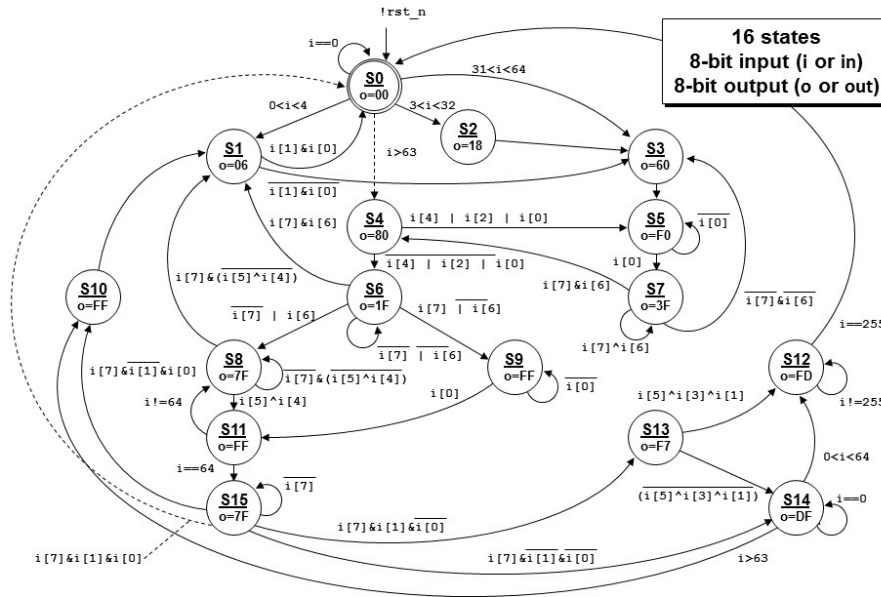 !rst_n
16 states
8-bit input (i or in)
8-bit output (o or out)
i==0
S0
o=00
31<i<64
0<i<4
3<i<32
S2
o=18
S1
o=06
i[1]&i[0]
i>63
S3
o=60
i[1]&i[0]
i[7]&i[6]
S4
o=80
i[4] | i[2] | i[0]
S5
o=F0
i[0]
i[4] | i[2] | i[0]
i[0]
S10
o=FF
i[7]&(i[5]^i[4])
S6
o=1F
i[7]&i[6]
S7
o=3F
i[7]&i[6]
i[7] | i[6]
i[7] | i[6]
i==255
i[7] | i[6]
i[7]^i[6]
S8
o=7F
S9
o=FF
S12
o=FD
i[7]&i[1]&i[0]
i[7]&(i[5]^i[4])
i[0]
i[0]
i!=255
i!=64
i[5]^i[4]
i[5]^i[3]^i[1]
S11
o=FF
S13
o=F7
i==64
0<i<64
i[7]
S15
o=7F
(i[5]^i[3]^i[1])
S14
o=DF
i==0
i[7]&i[1]&i[0]
i[7]&i[1]&i[0]
i[7]&i[1]&i[0]
i>63